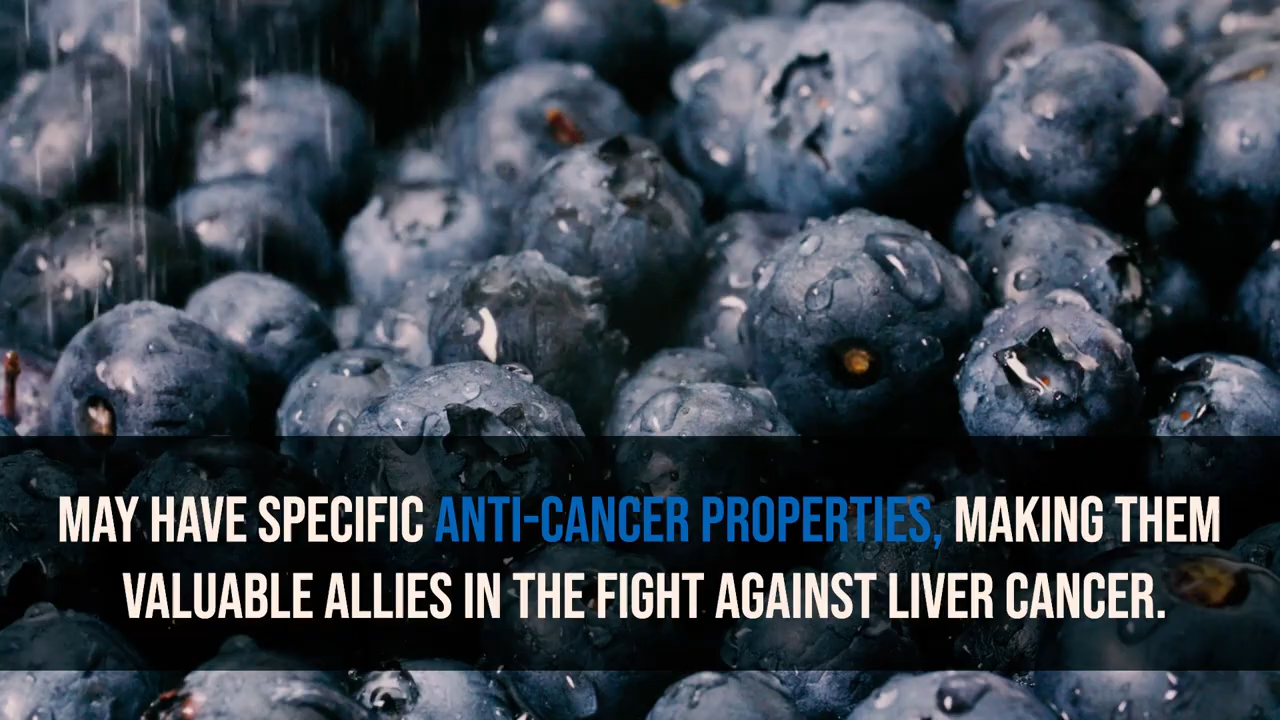 MAY HAVE SPECIFIC ANTI-CANCER PROPERTIES, MAKING THEM
VALUABLE ALLIES IN THE FIGHT AGAINST LIVER CANCER.